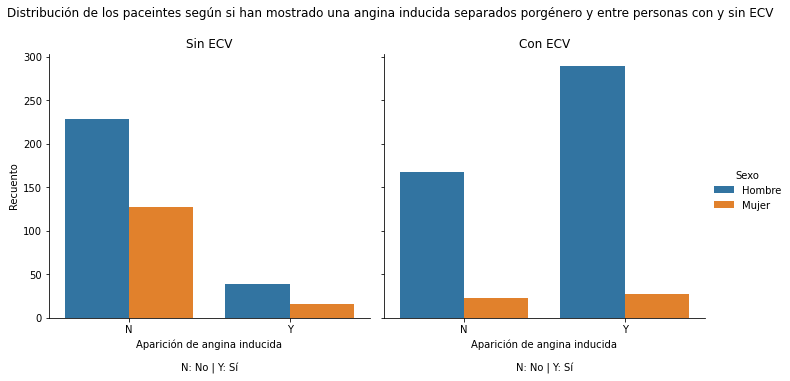 Distribución de los paceintes según si han mostrado una angina inducida separados porgénero y entre personas con y sin ECV
Sin ECV
Con ECV
300
250
200
150
100
50
0
Recuento
N
Y
N
Y
Aparición de angina inducida
Aparición de angina inducida
N: No | Y: Sí
N: No | Y: Sí
Sexo
Hombre
Mujer